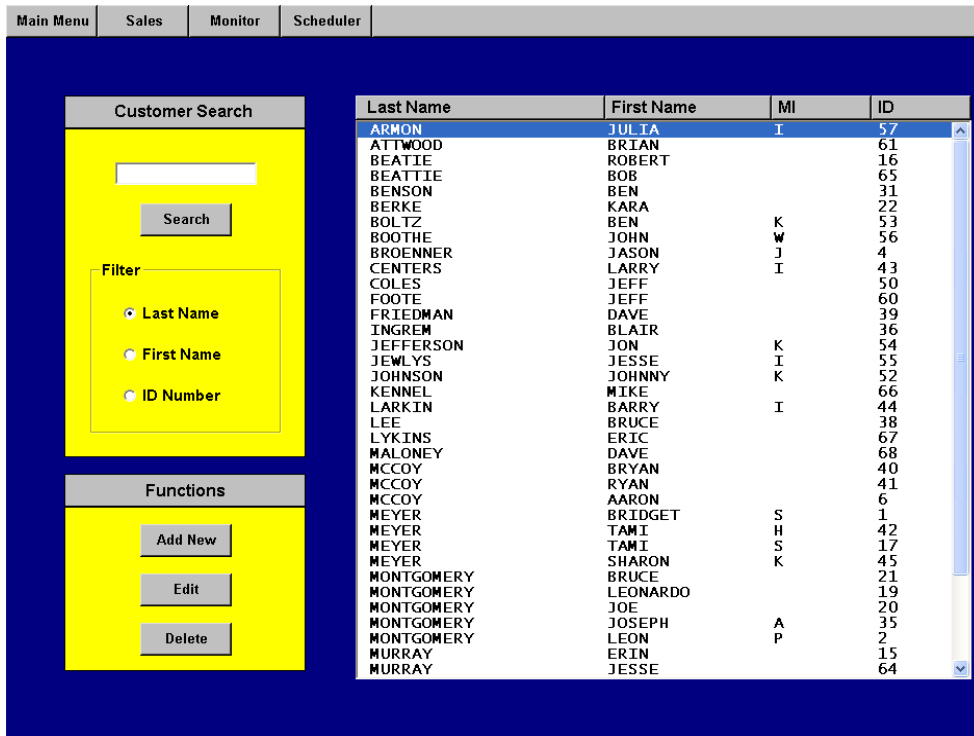 Main Menu Sales Monitor Scheduler
Customer Search
Search
Filter
Last Name
First Name
ID Number
Functions
Add New
Edit
Delete
Last Name First Name MI ID
ARMON JULIA I 57
ATTWOOD BRIAN 61
BEATIE ROBERT 16
BEATTIE BOB 65
BENSON BEN 31
BERKE KARA 22
BOLTZ BEN K 53
BOOTHE JOHN W 56
BROENNER JASON J 4
CENTERS LARRY I 43
COLES JEFF 50
FOOTE JEFF 60
FRIEDMAN DAVE 39
INGREM BLAIR 36
JEFFERSON JON K 54
JEWLYS JESSE I 55
JOHNSON JOHNNY K 52
KENNEL MIKE 66
LARKIN BARRY I 44
LEE BRUCE 38
LYKINS ERIC 67
MALONEY DAVE 68
MCCOY BRYAN 40
MCCOY RYAN 41
MCCOY AARON 6
MEYER BRIDGET S 1
MEYER TAMI H 42
MEYER TAMI S 17
MEYER SHARON K 45
MONTGOMERY BRUCE 21
MONTGOMERY LEONARDO 19
MONTGOMERY JOE 20
MONTGOMERY JOSEPH A 35
MONTGOMERY LEON P 2
MURRAY ERIN 15
MURRAY JESSE 64